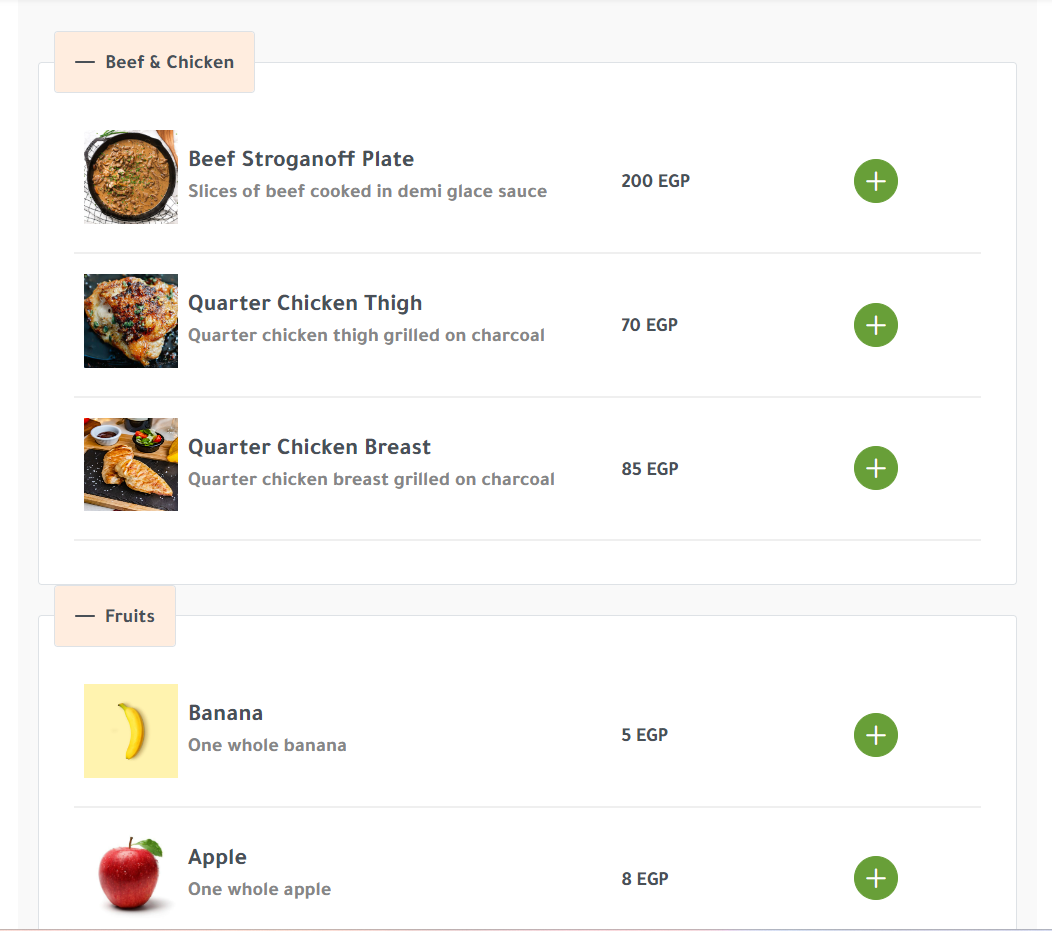 — Beef & Chicken
Beef Stroganoff Plate
Slices of beef cooked in demi glace sauce
200 EGP
Quarter Chicken Thigh
Quarter chicken thigh grilled on charcoal
70 EGP
Quarter Chicken Breast
Quarter chicken breast grilled on charcoal
85 EGP
— Fruits
Banana
One whole banana
5 EGP
Apple
One whole apple
8 EGP